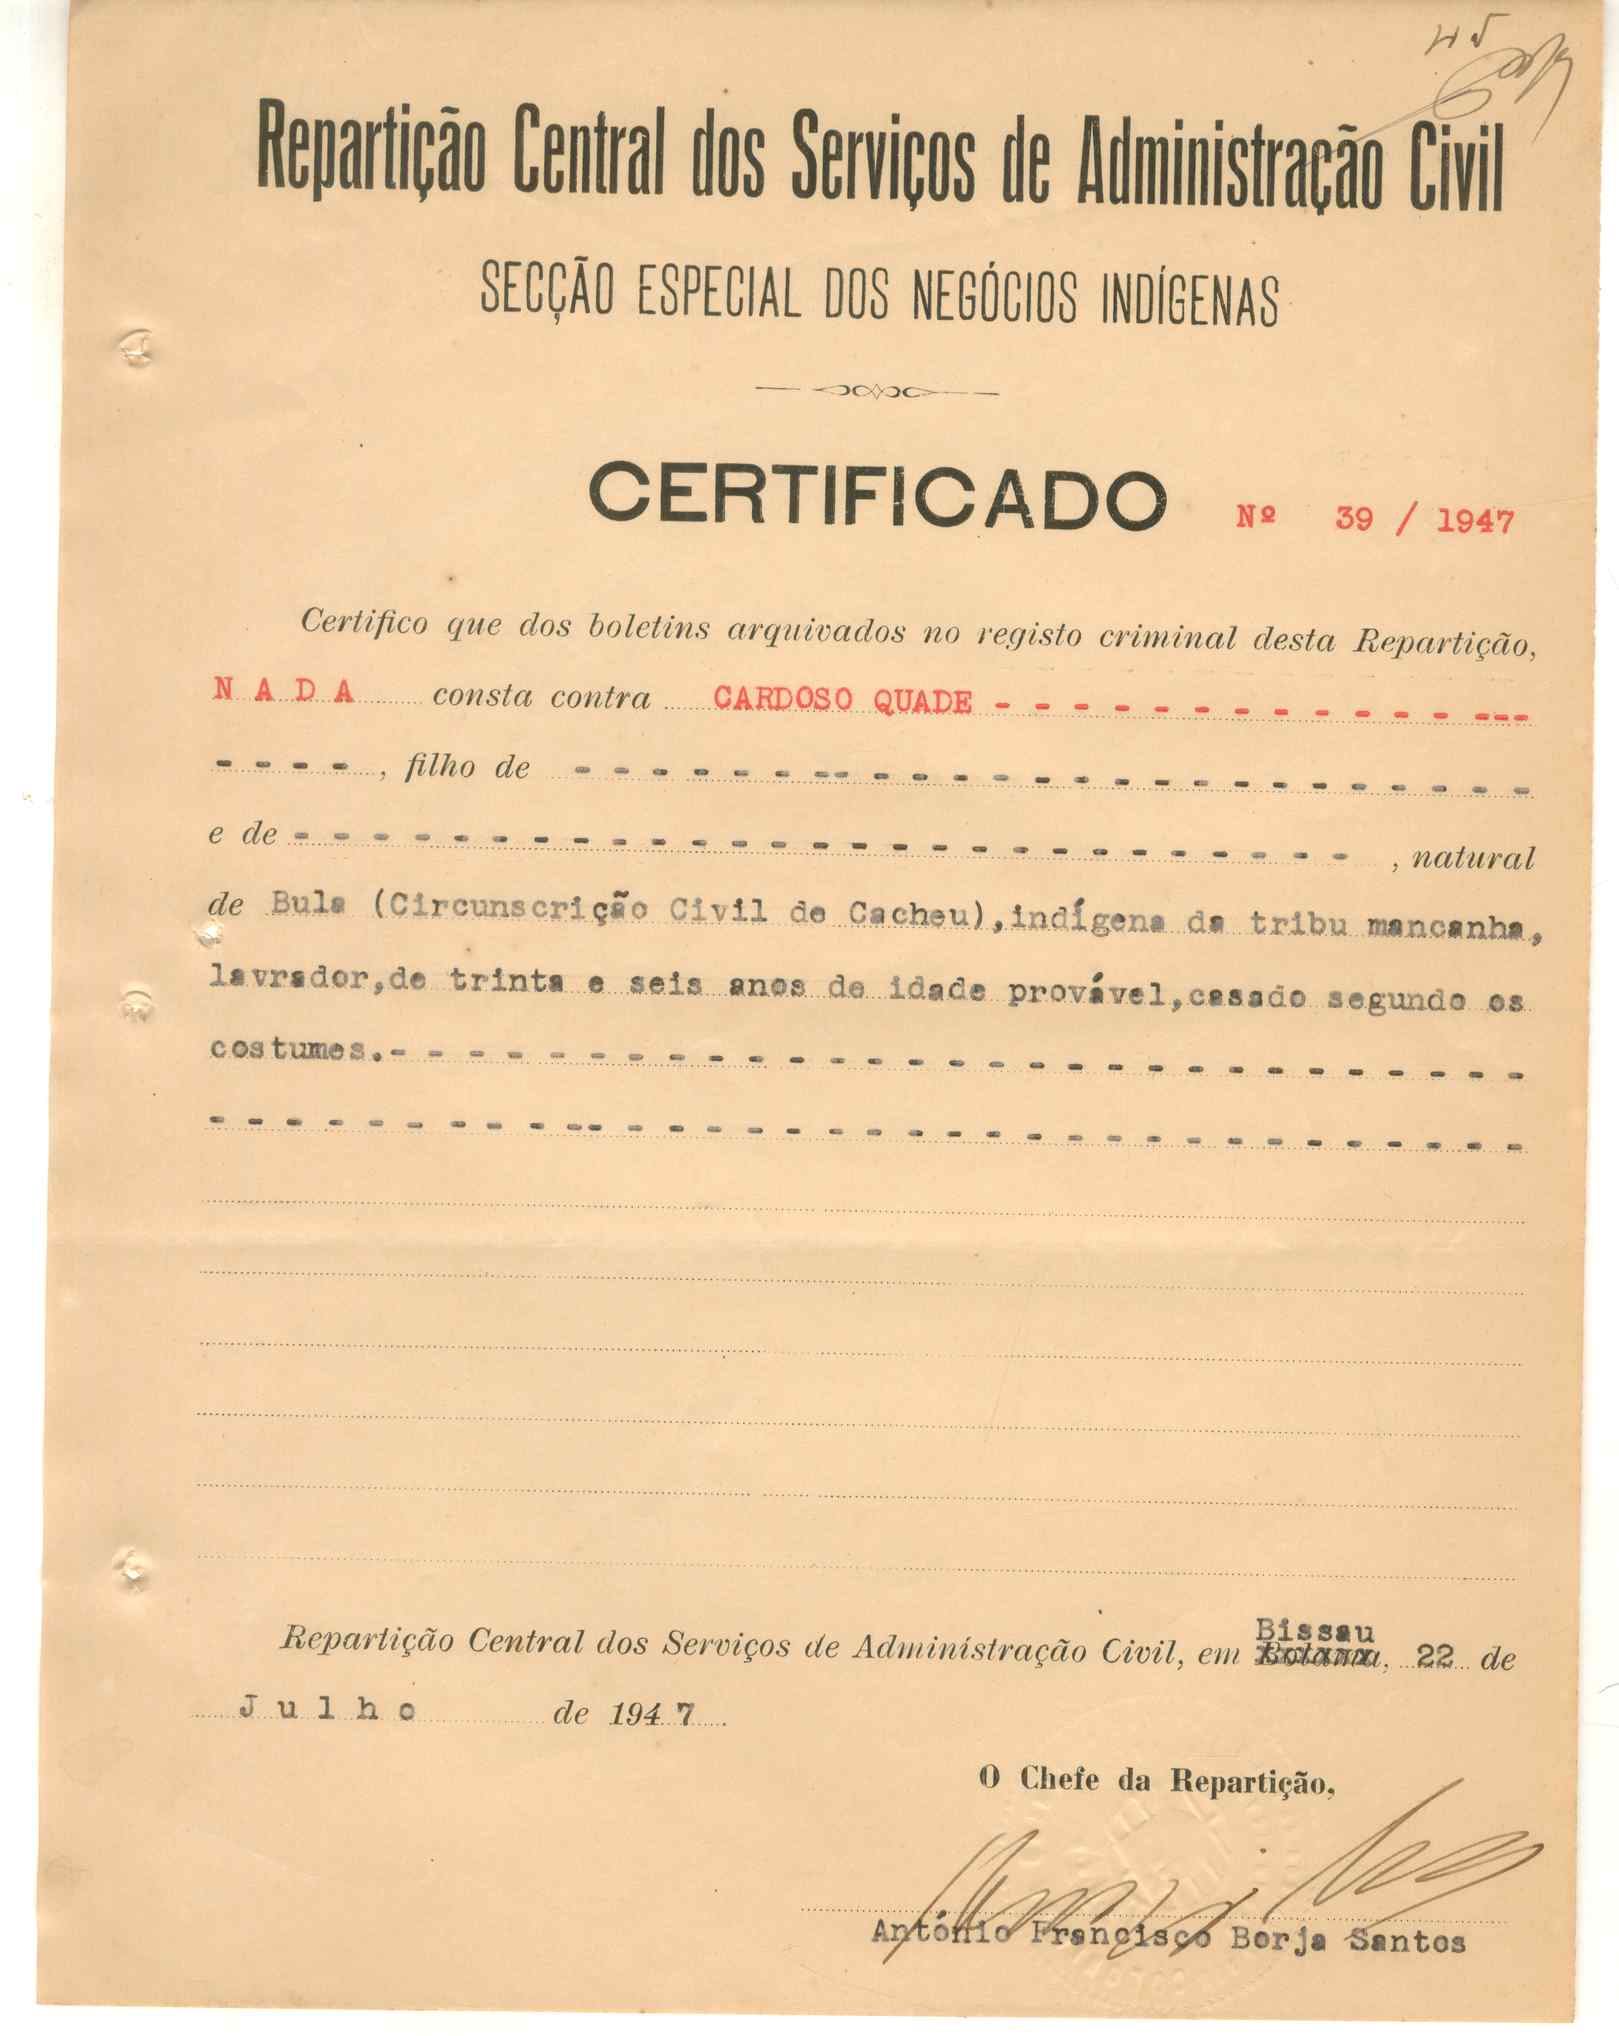 45
Repartição Central dos Serviços de Administração Civil
SECÇÃO ESPECIAL DOS NEGÓCIOS INDÍGENAS
CERTIFICADO Nº 39 / 1947
Certifico que dos boletins arquivados no registo criminal desta Repartição,
N A D A consta contra CARDOSO QUADE - - - - - - - - - - - - - ---
- - - - , filho de - - - - - - -- - - - - - - - - - - - - - - - - -
e de - - - - - - - - - - - - - - - - - - - - - - - - - - - , natural
de Bula (Circunscrição Civil de Cacheu), indígena da tribu mancanha,
lavrador, de trinta e seis anos de idade provável, casado segundo os
costumes.- - - - - - - - - - - - - - - - - - - - - - - - - - - - -
- - - - - - - - - -- - - - - - - - - - - - - - - - - - - - - - - -
Bissau
Repartição Central dos Serviços de Administração Civil, em Bolama, 22 de
J u l h o de 1947
O Chefe da Repartição,
António Francisco Borja Santos